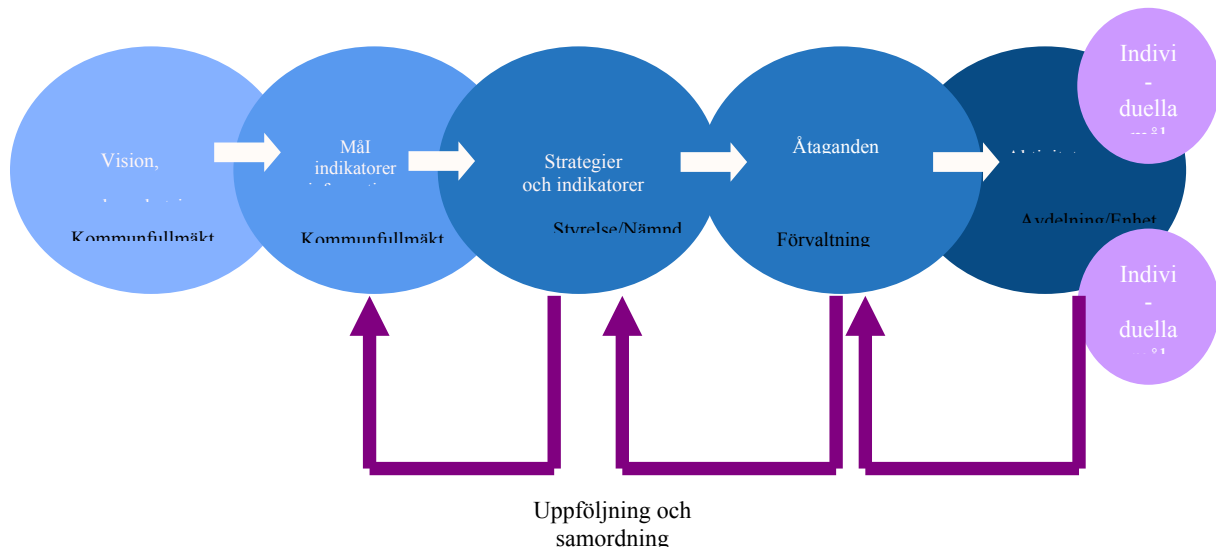 Vision,
Kommunfullmäkt
Mål
indikatorer
Kommunfullmäkt
Strategier
och indikatorer
Styrelse/Nämnd
Åtaganden
Förvaltning
Avdelning/Enhet
Indivi
-
duella
Indivi
-
duella
Uppföljning och
samordning